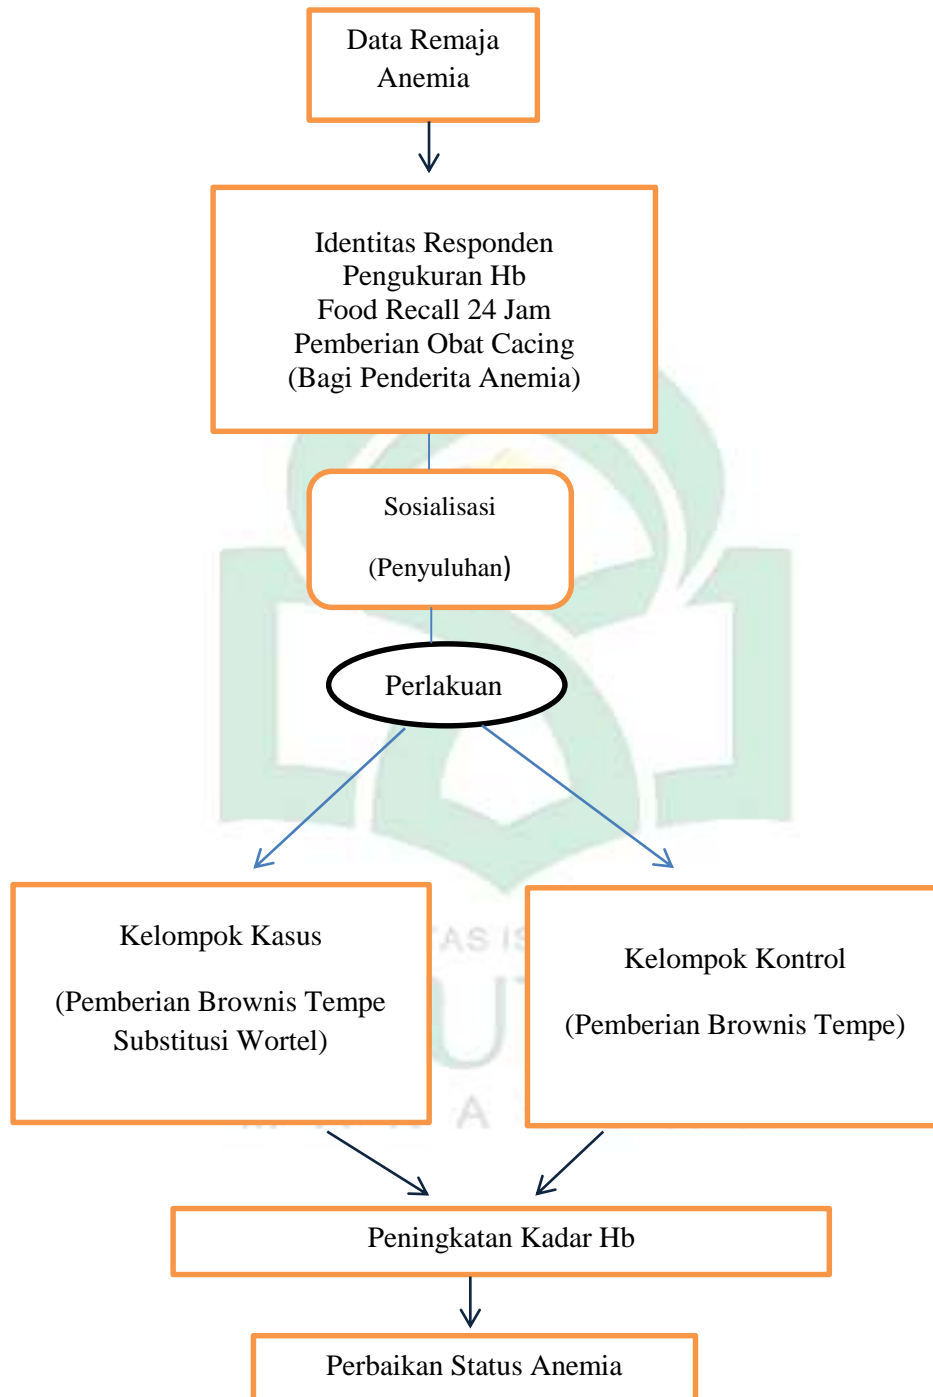 Data Remaja
Anemia
Identitas Responden
Pengukuran Hb
Food Recall 24 Jam
Pemberian Obat Cacing
(Bagi Penderita Anemia)
Sosialisasi
(Penyuluhan)
Perlakuan
Kelompok Kasus
(Pemberian Brownis Tempe
Substitusi Wortel)
Kelompok Kontrol
(Pemberian Brownis Tempe)
Peningkatan Kadar Hb
Perbaikan Status Anemia